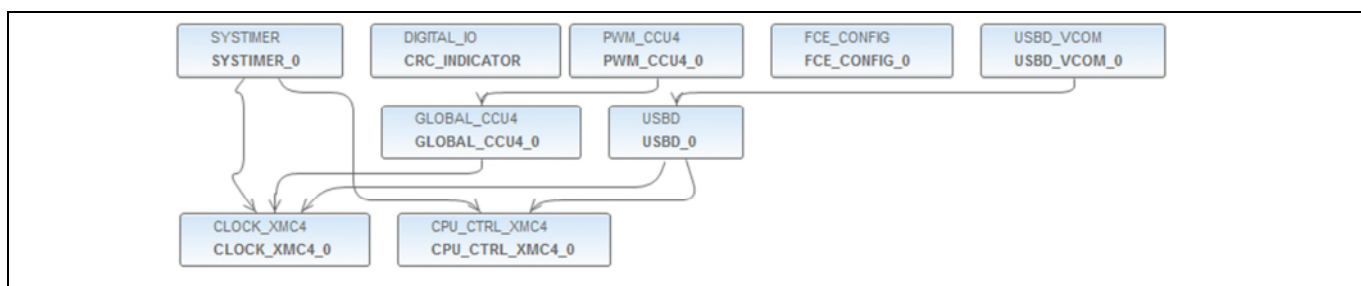 SYSTIMER
SYSTIMER_0
DIGITAL_IO
CRC_INDICATOR
PWM_CCU4
PWM_CCU4_0
FCE_CONFIG
FCE_CONFIG_0
USBD_VCOM
USBD_VCOM_0
GLOBAL_CCU4
GLOBAL_CCU4_0
USBD
USBD_0
CLOCK_XMC4
CLOCK_XMC4_0
CPU_CTRL_XMC4
CPU_CTRL_XMC4_0